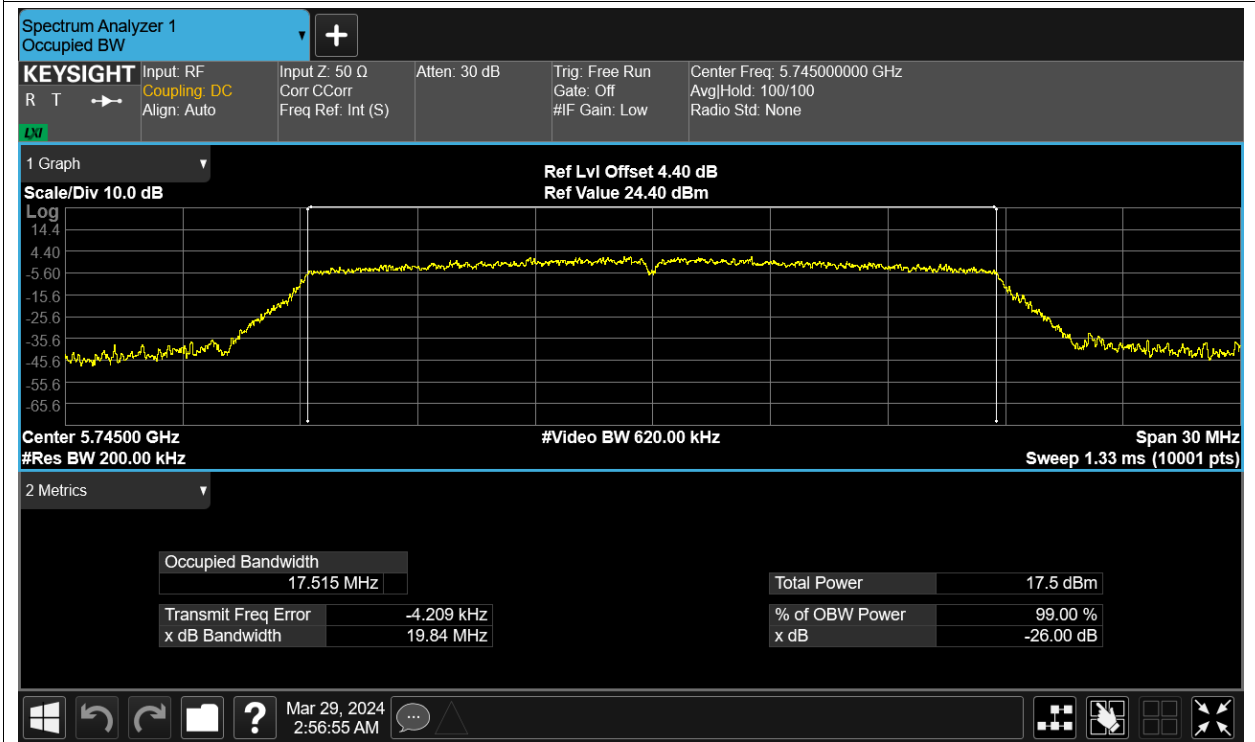 Spectrum Analyzer 1
Occupied BW
KEYSIGHT
R T
LXI
Input: RF
Coupling: DC
Align: Auto
Input Z: 50 Ω
Corr CCorr
Freq Ref: Int (S)
Atten: 30 dB
Trig: Free Run
Gate: Off
#IF Gain: Low
Center Freq: 5.745000000 GHz
Avg|Hold: 100/100
Radio Std: None
1 Graph
Ref Lvl Offset 4.40 dB
Scale/Div 10.0 dB
Ref Value 24.40 dBm
Log
14.4
4.40
-5.60
-15.6
-25.6
-35.6
-45.6
-55.6
-65.6
Center 5.74500 GHz
#Video BW 620.00 kHz
Span 30 MHz
#Res BW 200.00 kHz
Sweep 1.33 ms (10001 pts)
2 Metrics
Occupied Bandwidth
17.515 MHz
Total Power 17.5 dBm
Transmit Freq Error -4.209 kHz
% of OBW Power 99.00 %
x dB Bandwidth 19.84 MHz
x dB -26.00 dB
?
Mar 29, 2024
2:56:55 AM